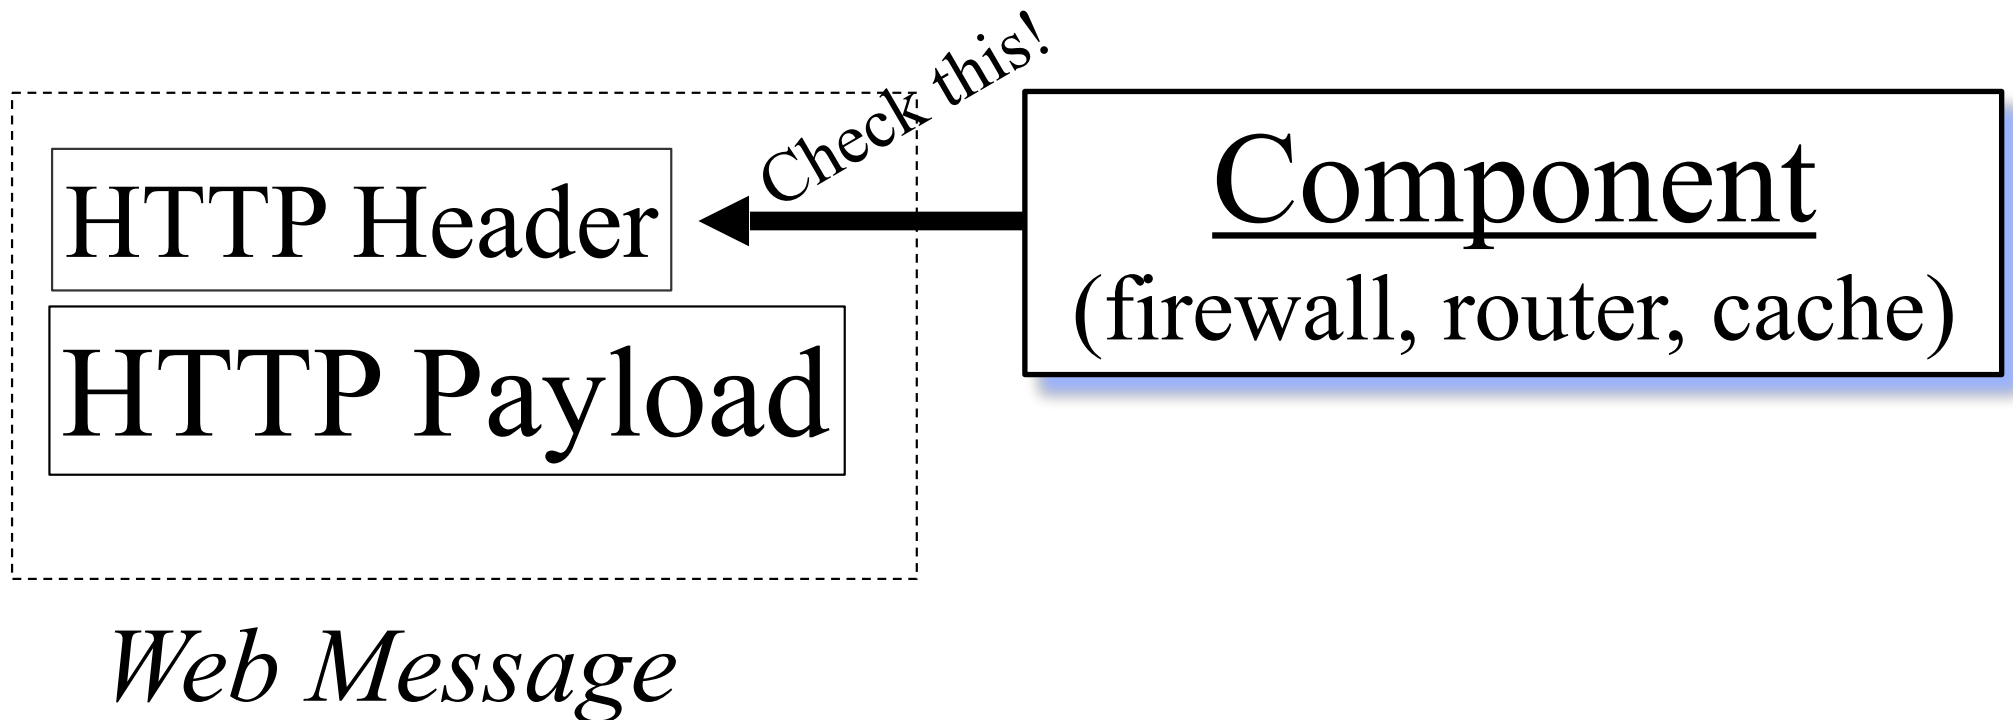 Check this!
HTTP Header
HTTP Payload
Web Message
Component
(firewall, router, cache)